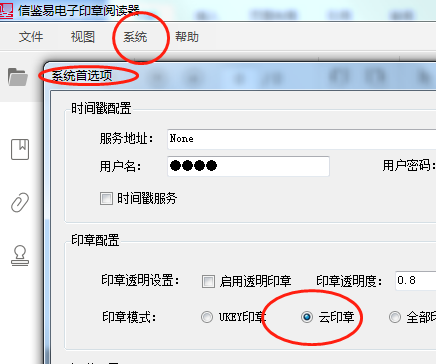 信鉴易电子印章阅读器
文件 视图 系统 帮助
系统首选项
时间戳配置
服务地址: None
用户名: ●●●● 用户密码:
时间戳服务
印章配置
印章透明设置: 启用透明印章 印章透明度: 0.8
印章模式: UKEY印章 云印章 全部